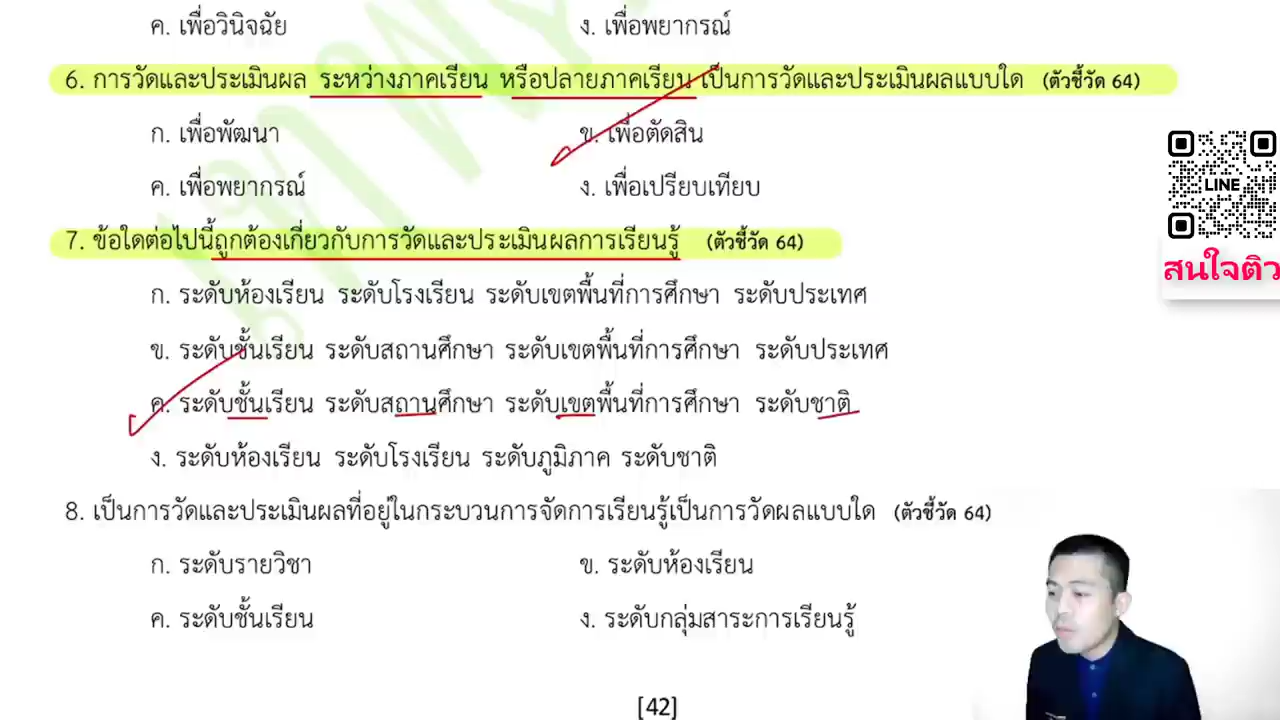 ค. เพื่อวินิจฉัย ง. เพื่อพยากรณ์
6. การวัดและประเมินผล ระหว่างภาคเรียน หรือปลายภาคเรียน เป็นการวัดและประเมินผลแบบใด (ตัวชี้วัด 64)
ก. เพื่อพัฒนา ข. เพื่อตัดสิน
ค. เพื่อพยากรณ์ ง. เพื่อเปรียบเทียบ
LINE
สนใจติว
7. ข้อใดต่อไปนี้ถูกต้องเกี่ยวกับการวัดและประเมินผลการเรียนรู้ (ตัวชี้วัด 64)
ก. ระดับห้องเรียน ระดับโรงเรียน ระดับเขตพื้นที่การศึกษา ระดับประเทศ
ข. ระดับชั้นเรียน ระดับสถานศึกษา ระดับเขตพื้นที่การศึกษา ระดับประเทศ
ค. ระดับชั้นเรียน ระดับสถานศึกษา ระดับเขตพื้นที่การศึกษา ระดับชาติ
ง. ระดับห้องเรียน ระดับโรงเรียน ระดับภูมิภาค ระดับชาติ
8. เป็นการวัดและประเมินผลที่อยู่ในกระบวนการจัดการเรียนรู้เป็นการวัดผลแบบใด (ตัวชี้วัด 64)
ก. ระดับรายวิชา ข. ระดับห้องเรียน
ค. ระดับชั้นเรียน ง. ระดับกลุ่มสาระการเรียนรู้
[42]